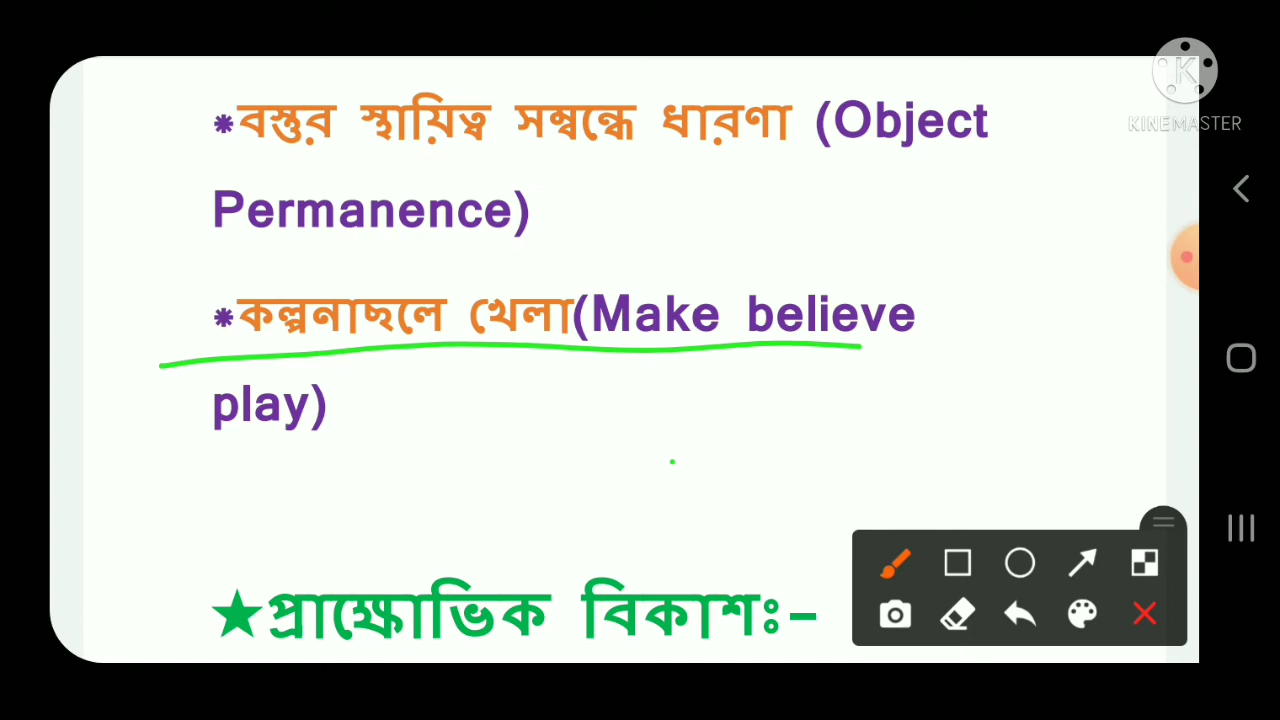 *বস্তুর স্থায়িত্ব সম্বন্ধে ধারণা (Object
Permanence)
*কল্পনাছলে খেলা(Make believe
play)
★প্রাক্ষোভিক বিকাশঃ-
KINEMASTER